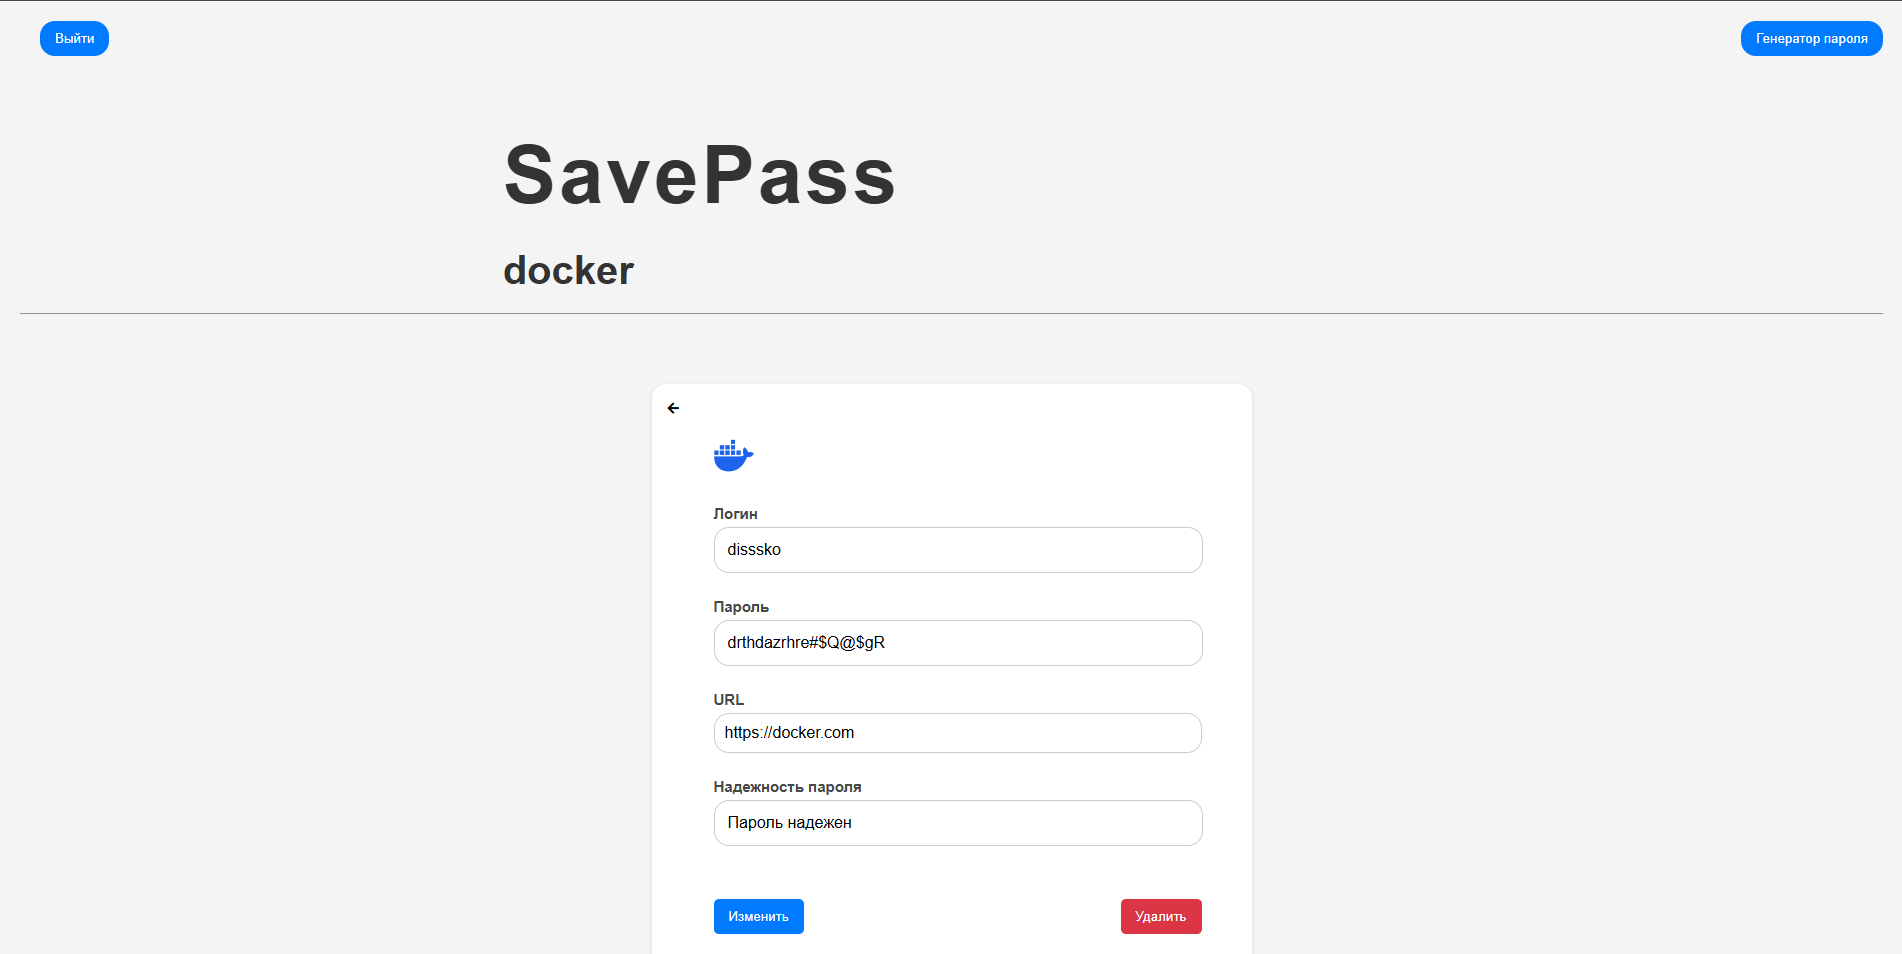 Выйти
Генератор пароля
SavePass
docker
Логин
disssko
Пароль
drthdazrhre#$Q@$gR
URL
https://docker.com
Надежность пароля
Пароль надежен
Изменить
Удалить